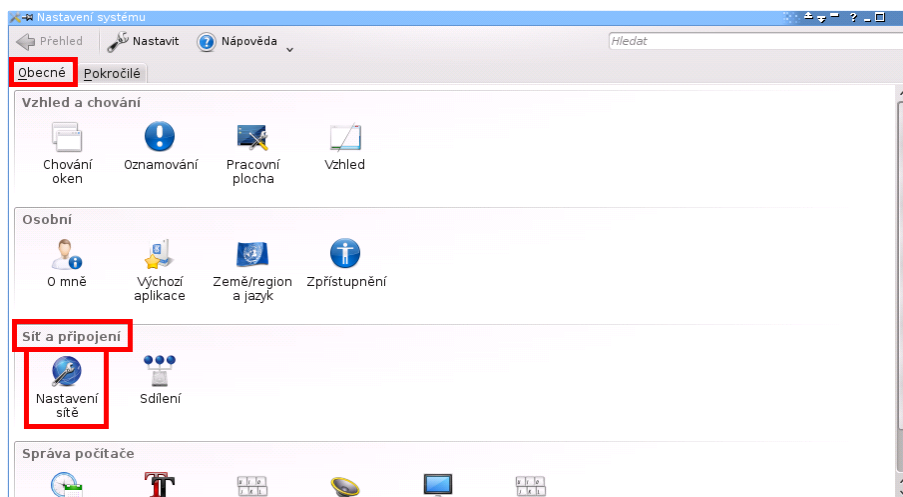 Nastavení systému
Přehled Nastavit Nápověda Hledat
Obecné Pokročilé
Vzhled a chování
Chování oken
Oznamování
Pracovní plocha
Vzhled
Osobní
O mně
Výchozí aplikace
Země/region a jazyk
Zpřístupnění
Síť a připojení
Nastavení sítě
Sdílení
Správa počítače